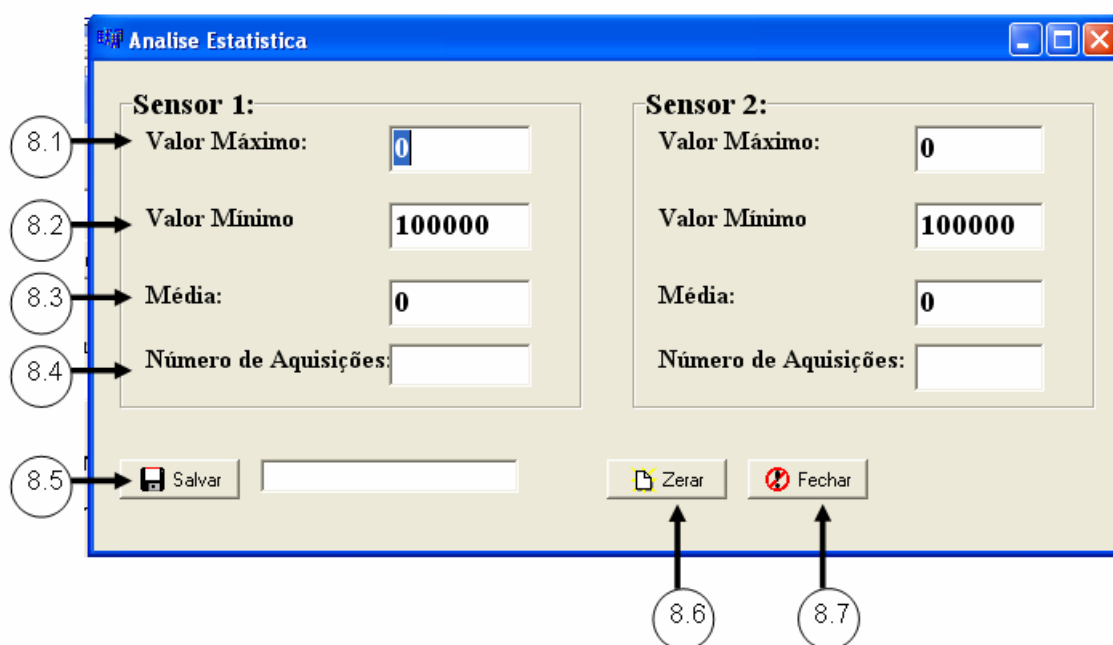 Analise Estatistica
Sensor 1: Sensor 2:
8.1 Valor Máximo: 0 Valor Máximo: 0
8.2 Valor Mínimo 100000 Valor Mínimo 100000
8.3 Média: 0 Média: 0
8.4 Número de Aquisições: Número de Aquisições:
8.5 Salvar Zerar Fechar
8.6 8.7